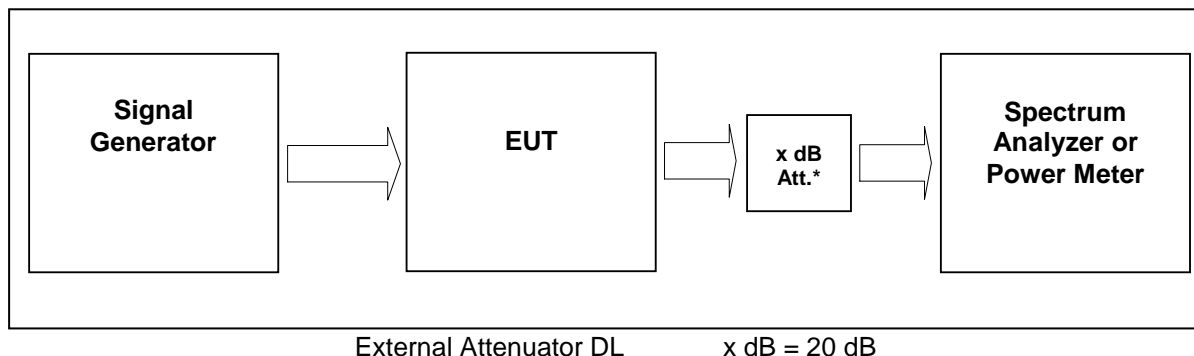 Signal
Generator
EUT
x dB
Att.*
Spectrum
Analyzer or
Power Meter
External Attenuator DL x dB = 20 dB